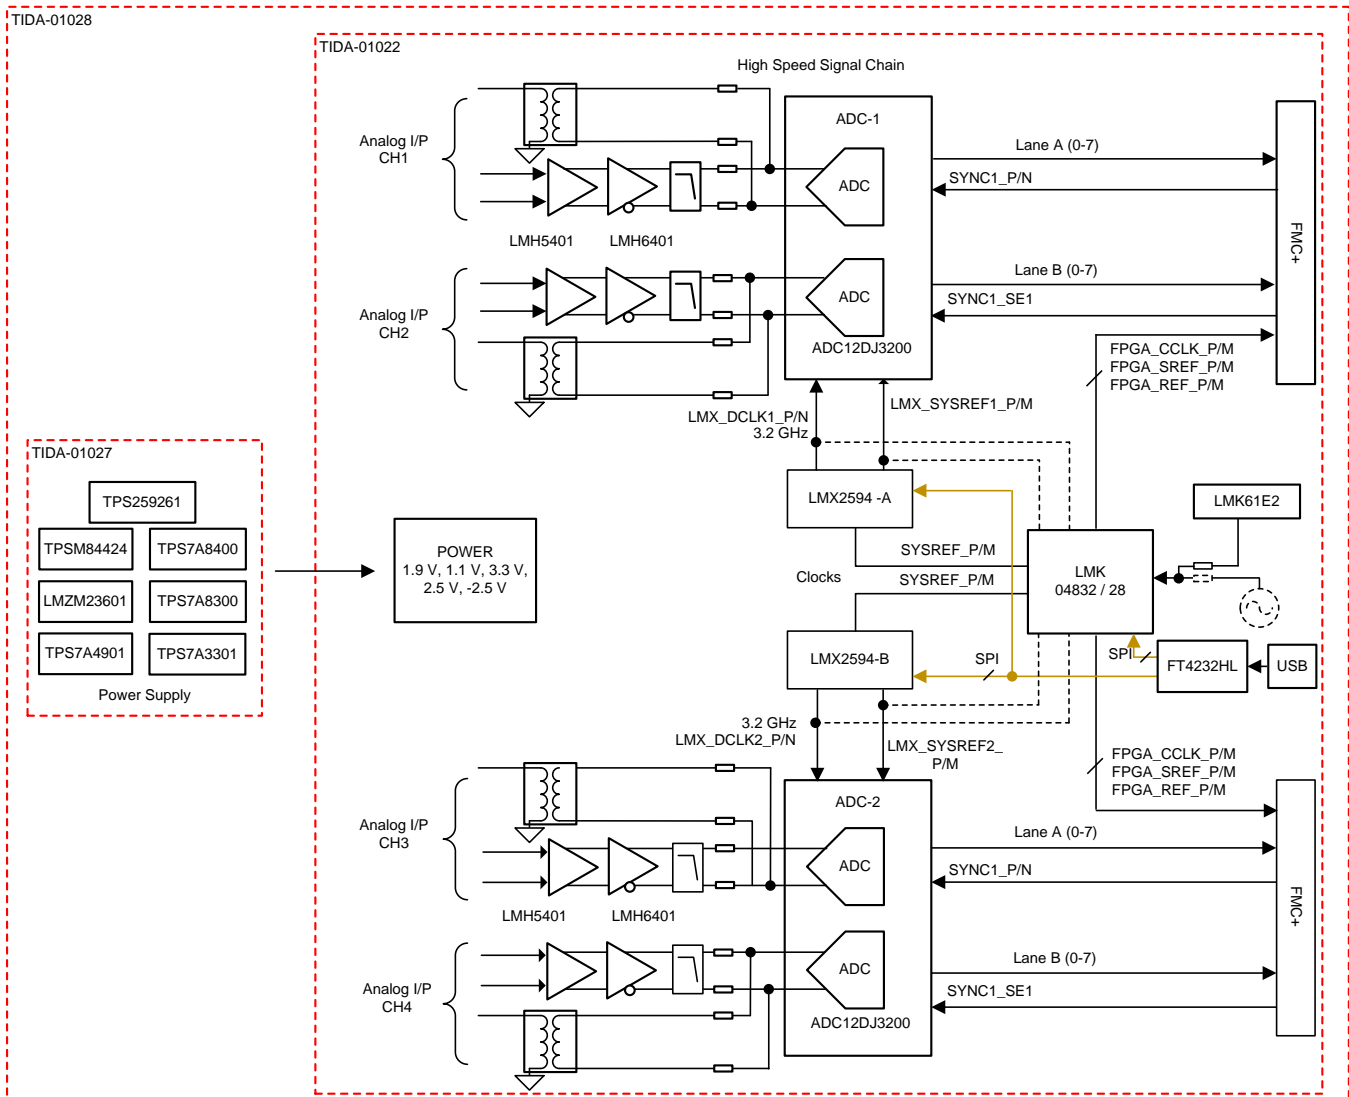 TIDA-01028
TIDA-01022
High Speed Signal Chain
Analog I/P
CH1
LMH5401
LMH6401
ADC-1
ADC
Lane A (0-7)
SYNC1_P/N
FMC+
Analog I/P
CH2
ADC
ADC12DJ3200
Lane B (0-7)
SYNC1_SE1
FPGA_CCLK_P/M
FPGA_SREF_P/M
FPGA_REF_P/M
LMX_DCLK1_P/N
3.2 GHz
LMX_SYSREF1_P/M
TIDA-01027
TPS259261
TPSM84424
TPS7A8400
LMZM23601
TPS7A8300
TPS7A4901
TPS7A3301
Power Supply
POWER
1.9 V, 1.1 V, 3.3 V,
2.5 V, -2.5 V
LMX2594 -A
SYSREF_P/M
Clocks
SYSREF_P/M
LMX2594-B
LMK
04832 / 28
LMK61E2
SPI
SPI
FT4232HL
USB
3.2 GHz
LMX_DCLK2_P/N
LMX_SYSREF2_
P/M
FPGA_CCLK_P/M
FPGA_SREF_P/M
FPGA_REF_P/M
Analog I/P
CH3
LMH5401
LMH6401
ADC-2
ADC
Lane A (0-7)
SYNC1_P/N
FMC+
Analog I/P
CH4
ADC
ADC12DJ3200
Lane B (0-7)
SYNC1_SE1